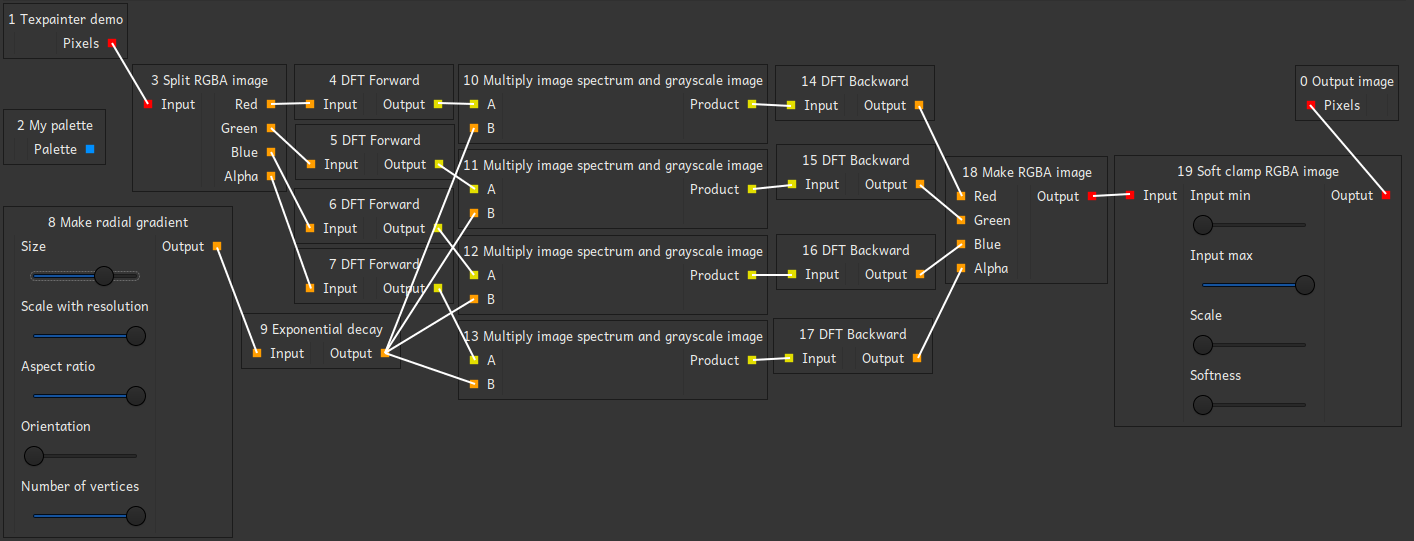 1 Texpainter demo
Pixels
2 My palette
Palette
3 Split RGBA image
Input
Red
Green
Blue
Alpha
4 DFT Forward
Input Output
5 DFT Forward
Input Output
6 DFT Forward
Input Output
7 DFT Forward
Input Output
8 Make radial gradient
Size
Output
Scale with resolution
Aspect ratio
Orientation
Number of vertices
9 Exponential decay
Input Output
10 Multiply image spectrum and grayscale image
A Product
B
11 Multiply image spectrum and grayscale image
A Product
B
12 Multiply image spectrum and grayscale image
A Product
B
13 Multiply image spectrum and grayscale image
A Product
B
14 DFT Backward
Input Output
15 DFT Backward
Input Output
16 DFT Backward
Input Output
17 DFT Backward
Input Output
18 Make RGBA image
Red Output
Green
Blue
Alpha
0 Output image
Pixels
19 Soft clamp RGBA image
Input Input min Ouptut
Input max
Scale
Softness